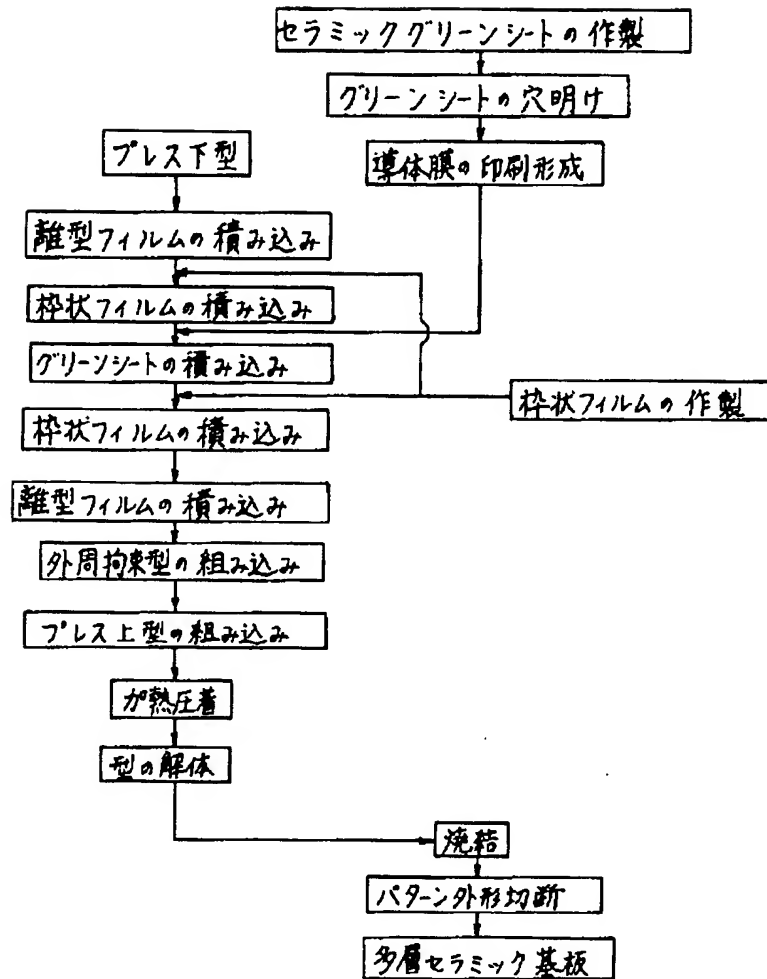 セラミックグリーンシートの作製
グリーンシートの穴明け
導体膜の印刷形成
プレス下型
離型フィルムの積み込み
枠状フィルムの積み込み
グリーンシートの積み込み
枠状フィルムの作製
枠状フィルムの積み込み
離型フィルムの積み込み
外周拘束型の組み込み
プレス上型の組み込み
加熱圧着
型の解体
焼結
パターン外形切断
多層セラミック基板